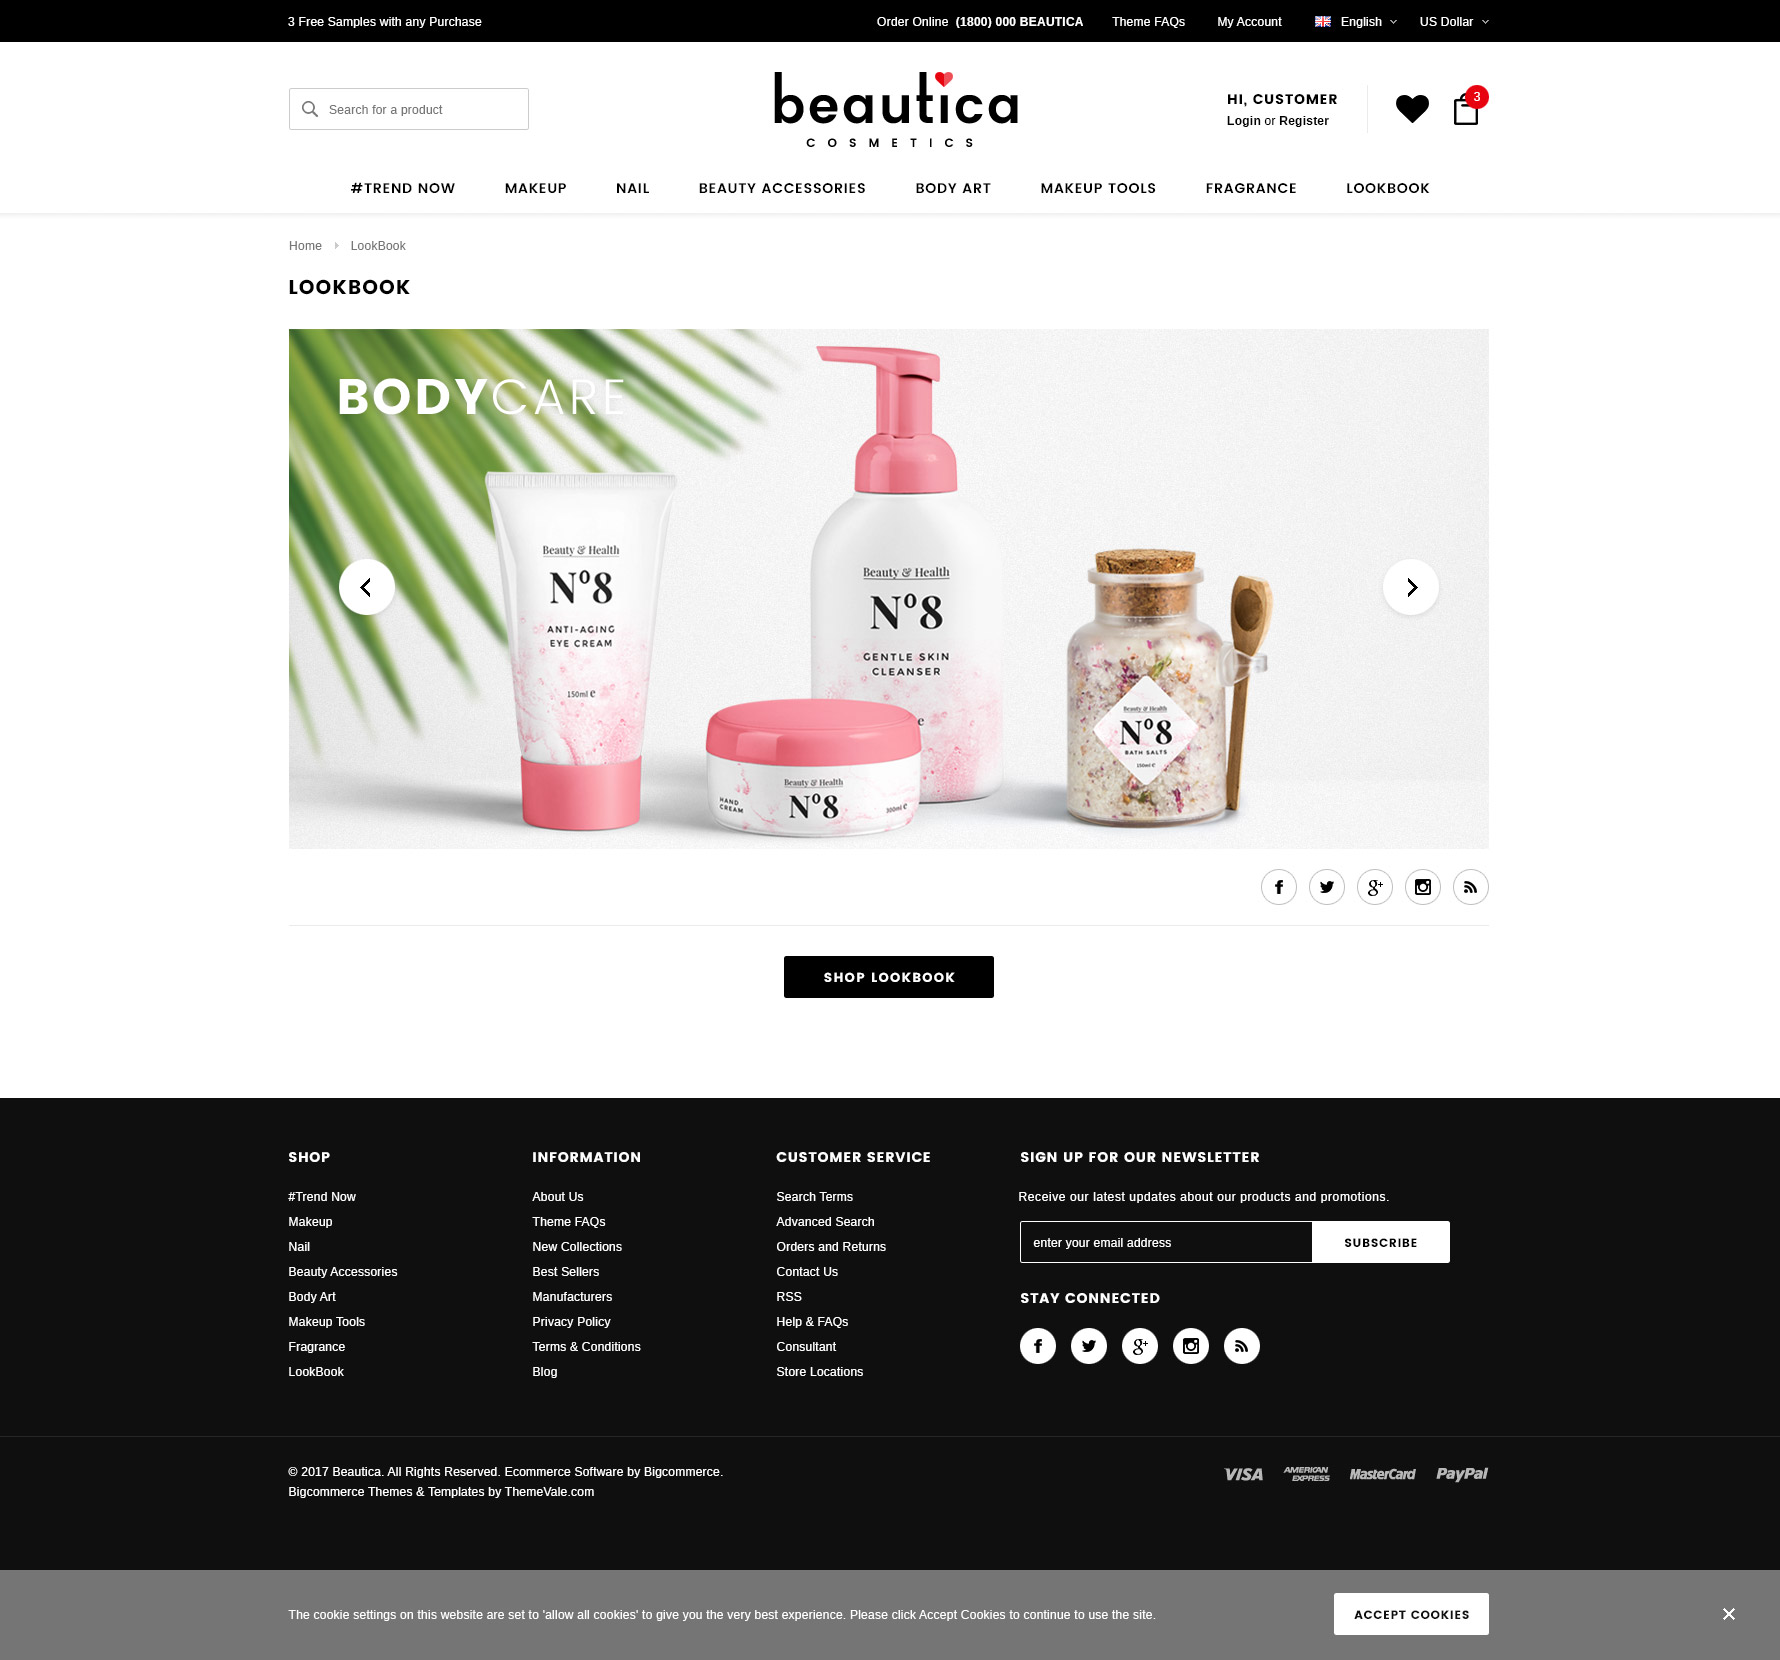 3 Free Samples with any Purchase
Order Online (1800) 000 BEAUTICA
Theme FAQs
My Account
English
US Dollar
Search for a product
beautica
COSMETICS
HI, CUSTOMER
Login or Register
3
#TREND NOW
MAKEUP
NAIL
BEAUTY ACCESSORIES
BODY ART
MAKEUP TOOLS
FRAGRANCE
LOOKBOOK
Home
LookBook
LOOKBOOK
BODYCARE
Beauty & Health
Nº8
ANTI-AGING
EYE CREAM
150ml e
Beauty & Health
Nº8
GENTLE SKIN
CLEANSER
e
Beauty & Health
Nº8
HAND
CREAM
300ml e
Beauty & Health
Nº8
BATH SALTS
150ml e
SHOP LOOKBOOK
SHOP
#Trend Now
Makeup
Nail
Beauty Accessories
Body Art
Makeup Tools
Fragrance
LookBook
INFORMATION
About Us
Theme FAQs
New Collections
Best Sellers
Manufacturers
Privacy Policy
Terms & Conditions
Blog
CUSTOMER SERVICE
Search Terms
Advanced Search
Orders and Returns
Contact Us
RSS
Help & FAQs
Consultant
Store Locations
SIGN UP FOR OUR NEWSLETTER
Receive our latest updates about our products and promotions.
enter your email address
SUBSCRIBE
STAY CONNECTED
© 2017 Beautica. All Rights Reserved. Ecommerce Software by Bigcommerce.
Bigcommerce Themes & Templates by ThemeVale.com
VISA
AMERICAN EXPRESS
MasterCard
PayPal
The cookie settings on this website are set to 'allow all cookies' to give you the very best experience. Please click Accept Cookies to continue to use the site.
ACCEPT COOKIES